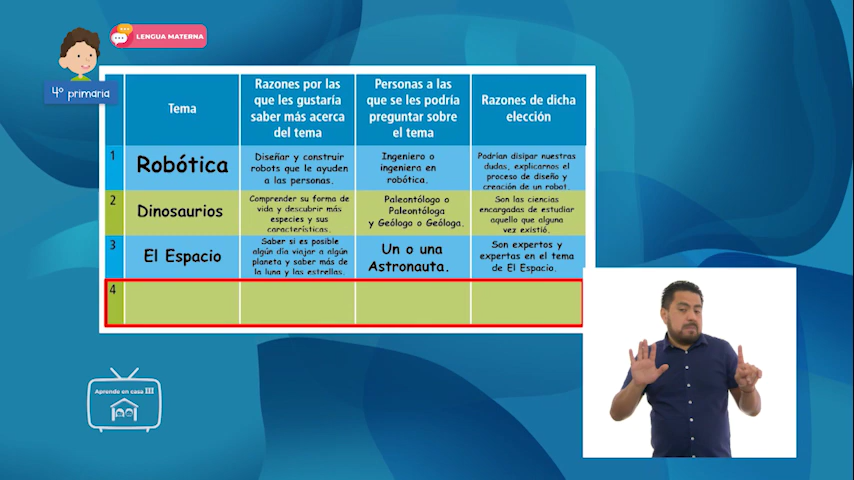 LENGUA MATERNA
4º primaria
Tema
Razones por las
que les gustaría
saber más acerca
del tema
Personas a las
que se les podría
preguntar sobre
el tema
Razones de dicha
elección
1
Robótica
Diseñar y construir
robots que le ayuden
a las personas.
Ingeniero o
ingeniera en
robótica.
Podrían disipar nuestras
dudas, explicarnos el
proceso de diseño y
creación de un robot.
2
Dinosaurios
Comprender su forma de
vida y descubrir más
especies y sus
características.
Paleontólogo o
Paleontóloga
y Geólogo o Geóloga.
Son las ciencias
encargadas de estudiar
aquello que alguna
vez existió.
3
El Espacio
Saber si es posible
algún día viajar a algún
planeta y saber más de
la luna y las estrellas.
Un o una
Astronauta.
Son expertos y
expertas en el tema
de El Espacio.
4
Aprende en casa III